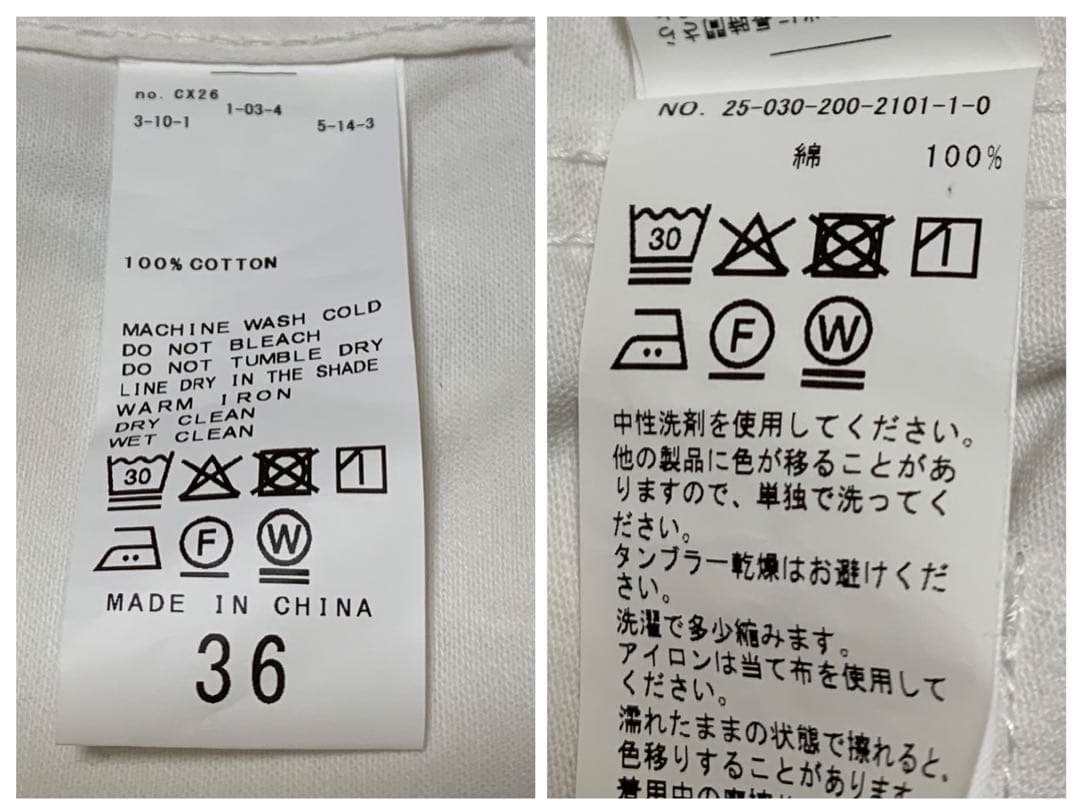 no. CX26
1-03-4
3-10-1 5-14-3
100% COTTON
MACHINE WASH COLD
DO NOT BLEACH
DO NOT TUMBLE DRY
LINE DRY IN THE SHADE
WARM IRON
DRY CLEAN
WET CLEAN
30
F W
MADE IN CHINA
36
NO. 25-030-200-2101-1-0
綿 100%
30
F W
中性洗剤を使用してください。
他の製品に色が移ることがあ
りますので、単独で洗ってく
ださい。
タンブラー乾燥はお避けくだ
さい。
洗濯で多少縮みます。
アイロンは当て布を使用して
ください。
濡れたままの状態で擦れると、
色移りすることがあります。
着用中の摩擦